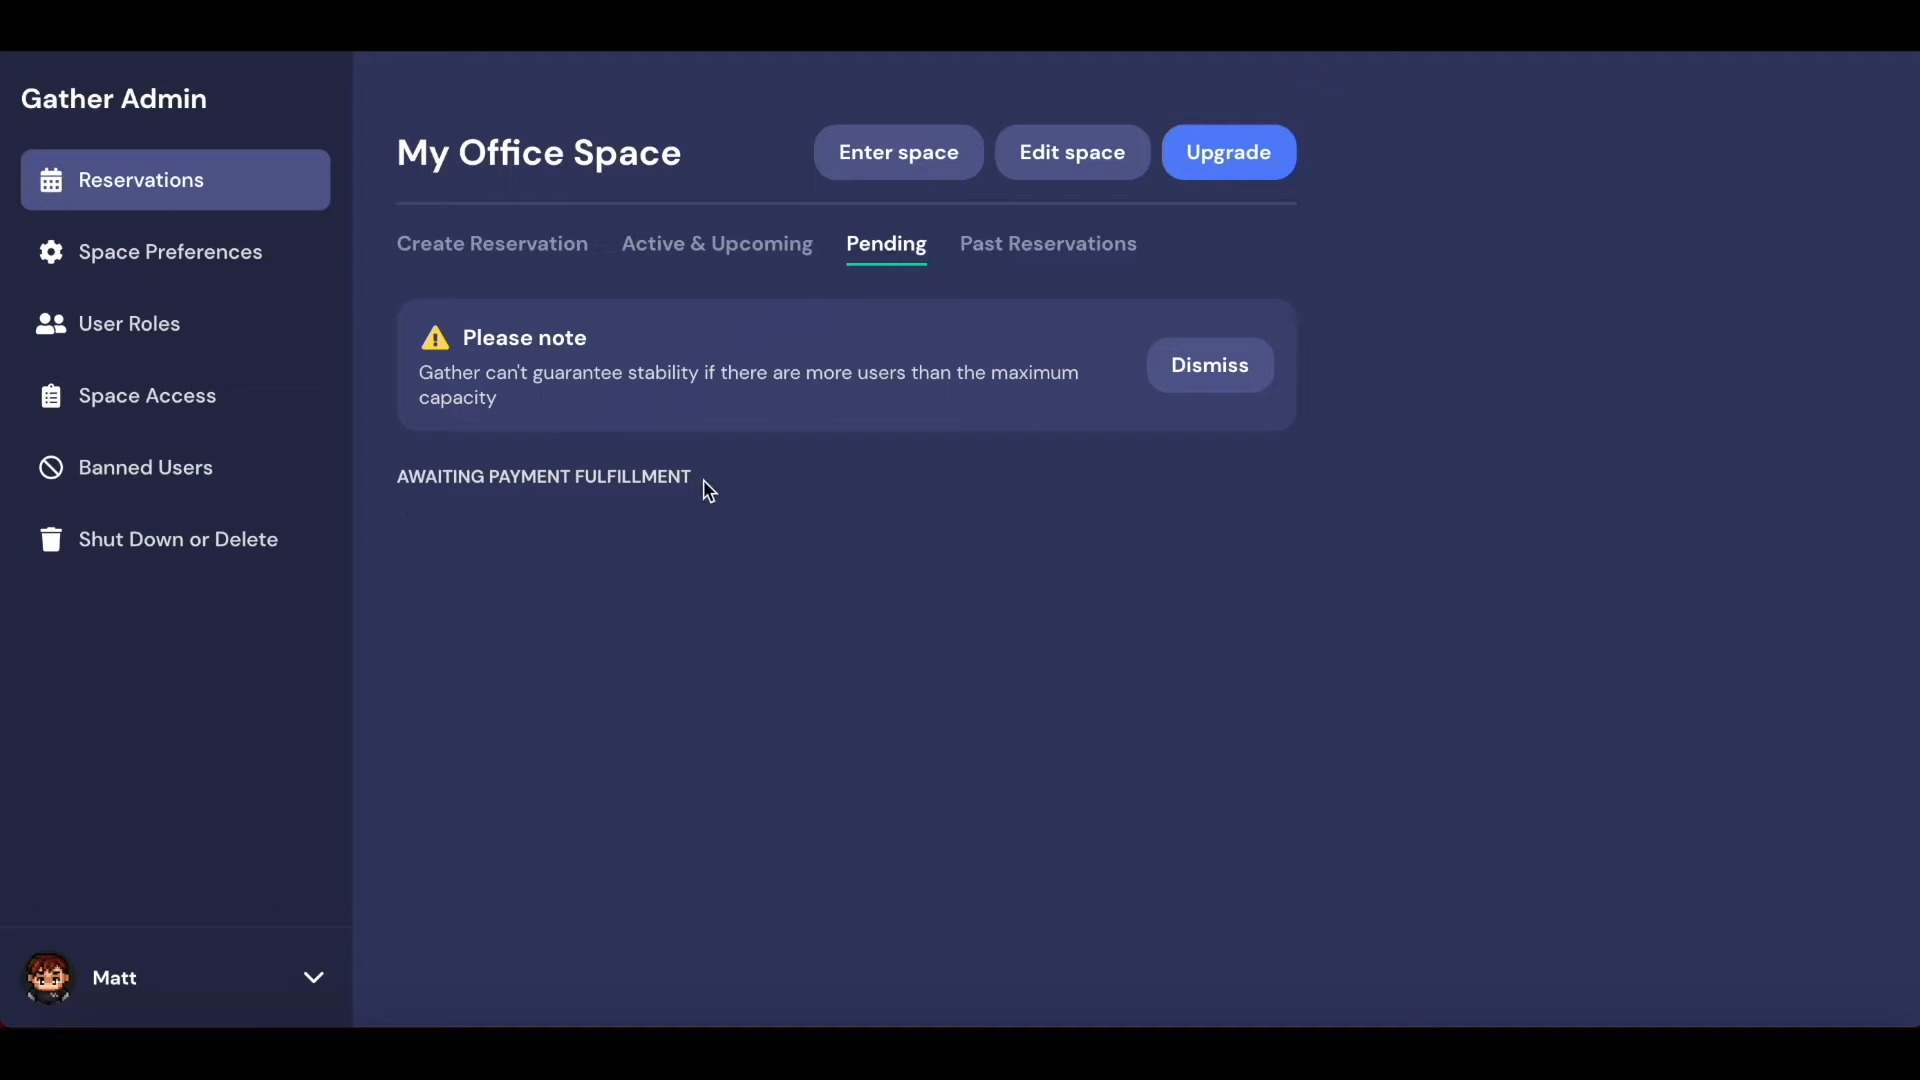 Gather Admin
Reservations
Space Preferences
User Roles
Space Access
Banned Users
Shut Down or Delete
Matt
My Office Space
Enter space
Edit space
Upgrade
Create Reservation
Active & Upcoming
Pending
Past Reservations
Please note
Gather can't guarantee stability if there are more users than the maximum
capacity
Dismiss
AWAITING PAYMENT FULFILLMENT